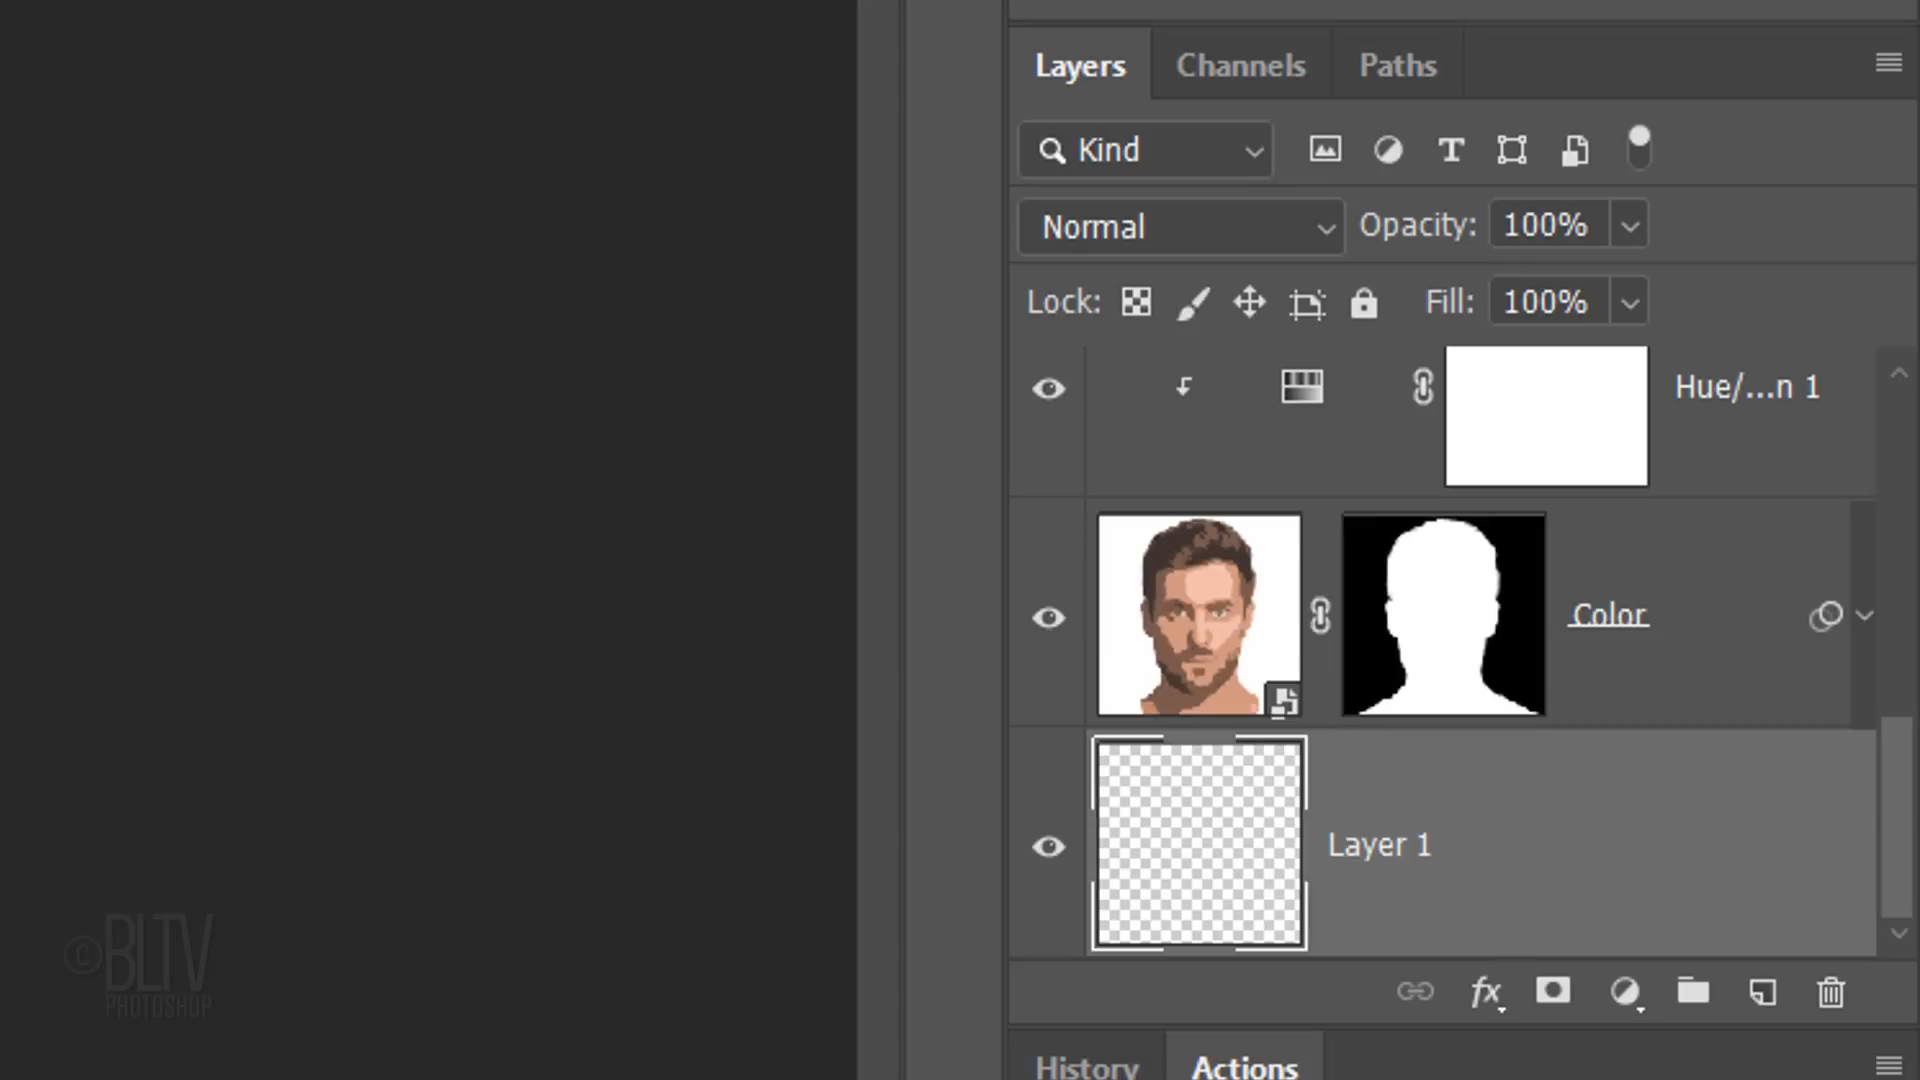 Layers Channels Paths
Kind
Normal Opacity: 100%
Lock: Fill: 100%
Hue/...n 1
Color
Layer 1
fx
©BLTV
PHOTOSHOP
History Actions